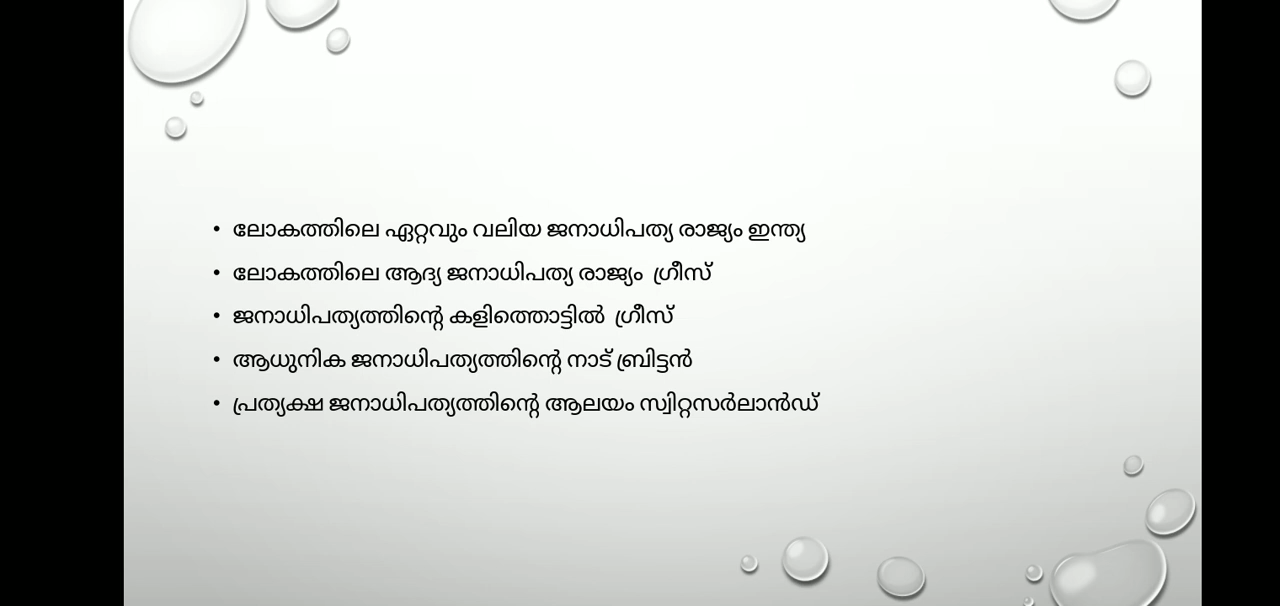 • ലോകത്തിലെ ഏറ്റവും വലിയ ജനാധിപത്യ രാജ്യം ഇന്ത്യ
• ലോകത്തിലെ ആദ്യ ജനാധിപത്യ രാജ്യം ഗ്രീസ്
• ജനാധിപത്യത്തിന്റെ കളിത്തൊട്ടിൽ ഗ്രീസ്
• ആധുനിക ജനാധിപത്യത്തിന്റെ നാട് ബ്രിട്ടൻ
• പ്രത്യക്ഷ ജനാധിപത്യത്തിന്റെ ആലയം സ്വിറ്റസർലാൻഡ്